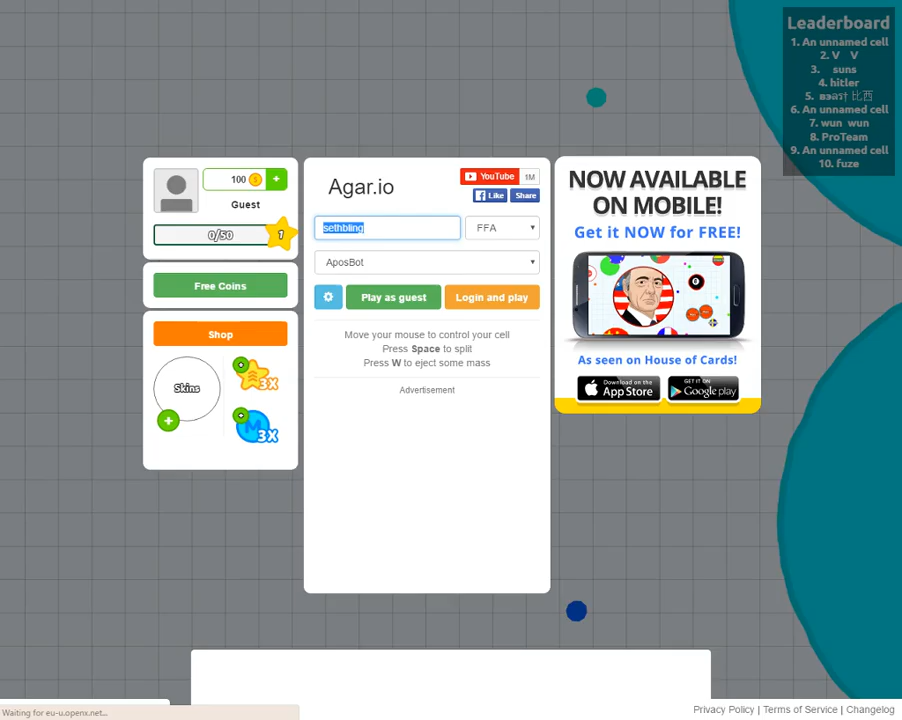 Leaderboard
1. An unnamed cell
2. V V
3. suns
4. hitler
5. вэαѕт 比西
6. An unnamed cell
7. wun wun
8. ProTeam
9. An unnamed cell
10. fuze
100
+
Guest
0/50
1
Free Coins
Shop
Skins
3X
M
3X
Agar.io
YouTube
1M
Like
Share
sethbling
FFA
AposBot
Play as guest
Login and play
Move your mouse to control your cell
Press Space to split
Press W to eject some mass
Advertisement
NOW AVAILABLE
ON MOBILE!
Get it NOW for FREE!
8
As seen on House of Cards!
Download on the
App Store
GET IT ON
Google play
Waiting for eu-u.openx.net...
Privacy Policy | Terms of Service | Changelog